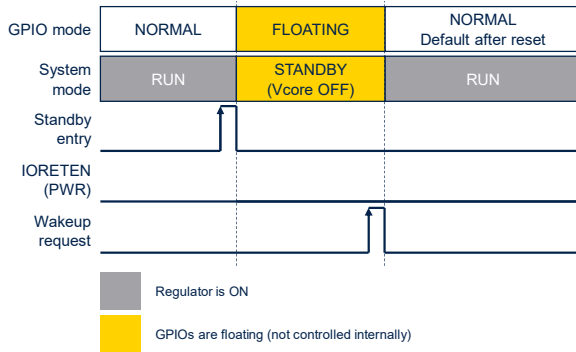 GPIO mode
NORMAL
FLOATING
NORMAL
Default after reset
System
mode
RUN
STANDBY
(Vcore OFF)
RUN
Standby
entry
IORETEN
(PWR)
Wakeup
request
Regulator is ON
GPIOs are floating (not controlled internally)